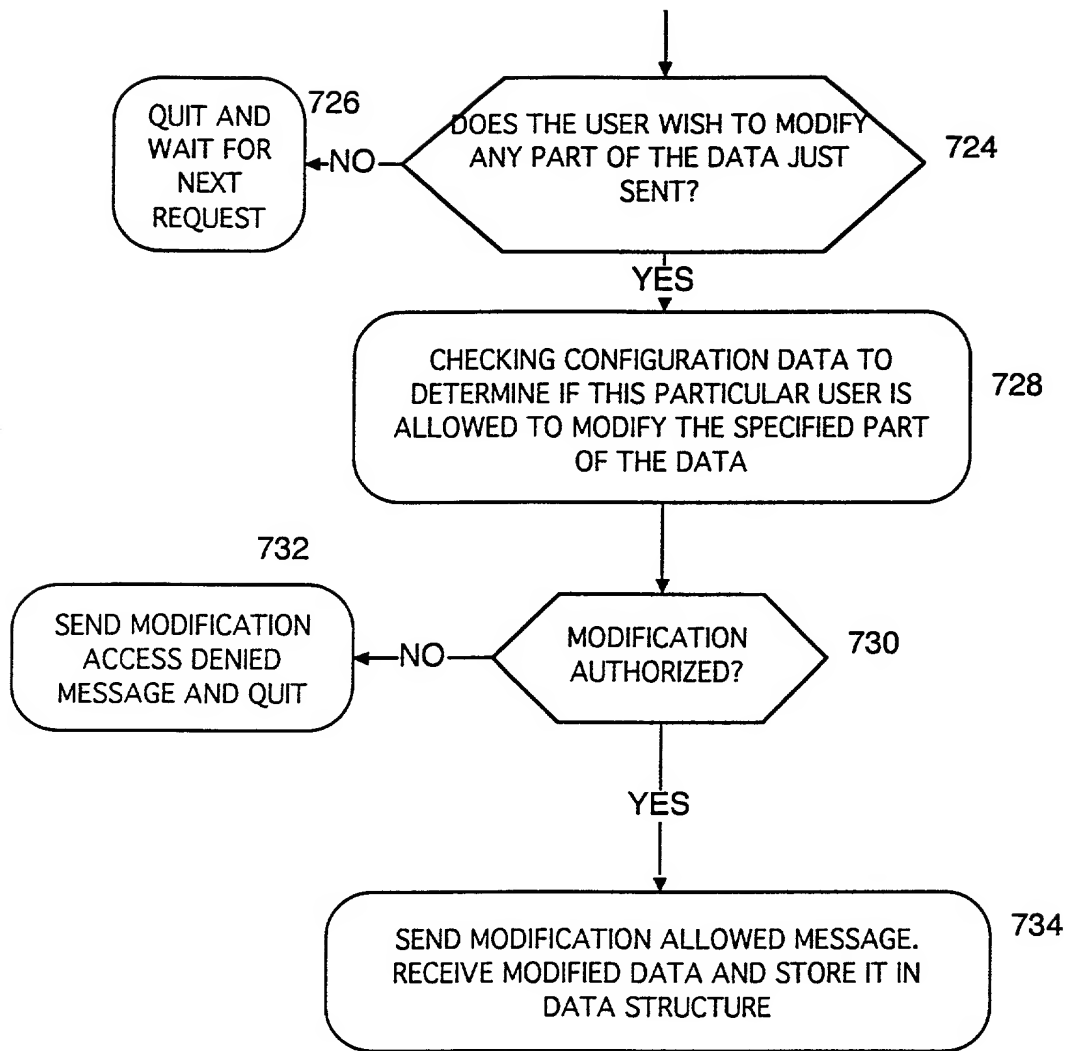 726
QUIT AND
WAIT FOR
NEXT
REQUEST
NO
DOES THE USER WISH TO MODIFY
ANY PART OF THE DATA JUST
SENT?
724
YES
CHECKING CONFIGURATION DATA TO
DETERMINE IF THIS PARTICULAR USER IS
ALLOWED TO MODIFY THE SPECIFIED PART
OF THE DATA
728
732
SEND MODIFICATION
ACCESS DENIED
MESSAGE AND QUIT
NO
MODIFICATION
AUTHORIZED?
730
YES
SEND MODIFICATION ALLOWED MESSAGE.
RECEIVE MODIFIED DATA AND STORE IT IN
DATA STRUCTURE
734